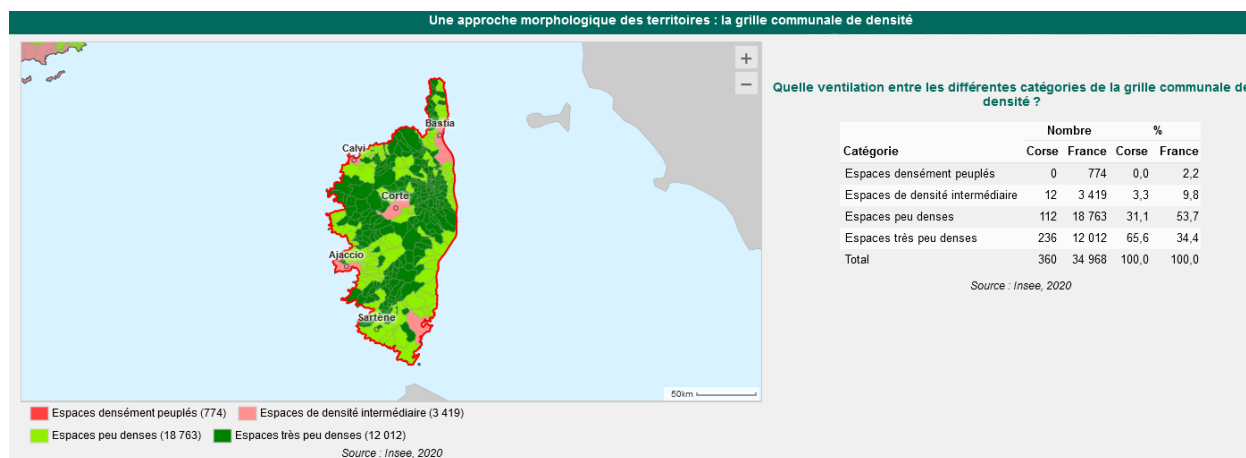 Une approche morphologique des territoires : la grille communale de densité
+
−
Bastia
Calvi
Corte
Ajaccio
Sartène
50km
Espaces densément peuplés (774) Espaces de densité intermédiaire (3 419)
Espaces peu denses (18 763) Espaces très peu denses (12 012)
Source : Insee, 2020
Quelle ventilation entre les différentes catégories de la grille communale de
densité ?
Nombre %
Catégorie Corse France Corse France
Espaces densément peuplés 0 774 0,0 2,2
Espaces de densité intermédiaire 12 3 419 3,3 9,8
Espaces peu denses 112 18 763 31,1 53,7
Espaces très peu denses 236 12 012 65,6 34,4
Total 360 34 968 100,0 100,0
Source : Insee, 2020